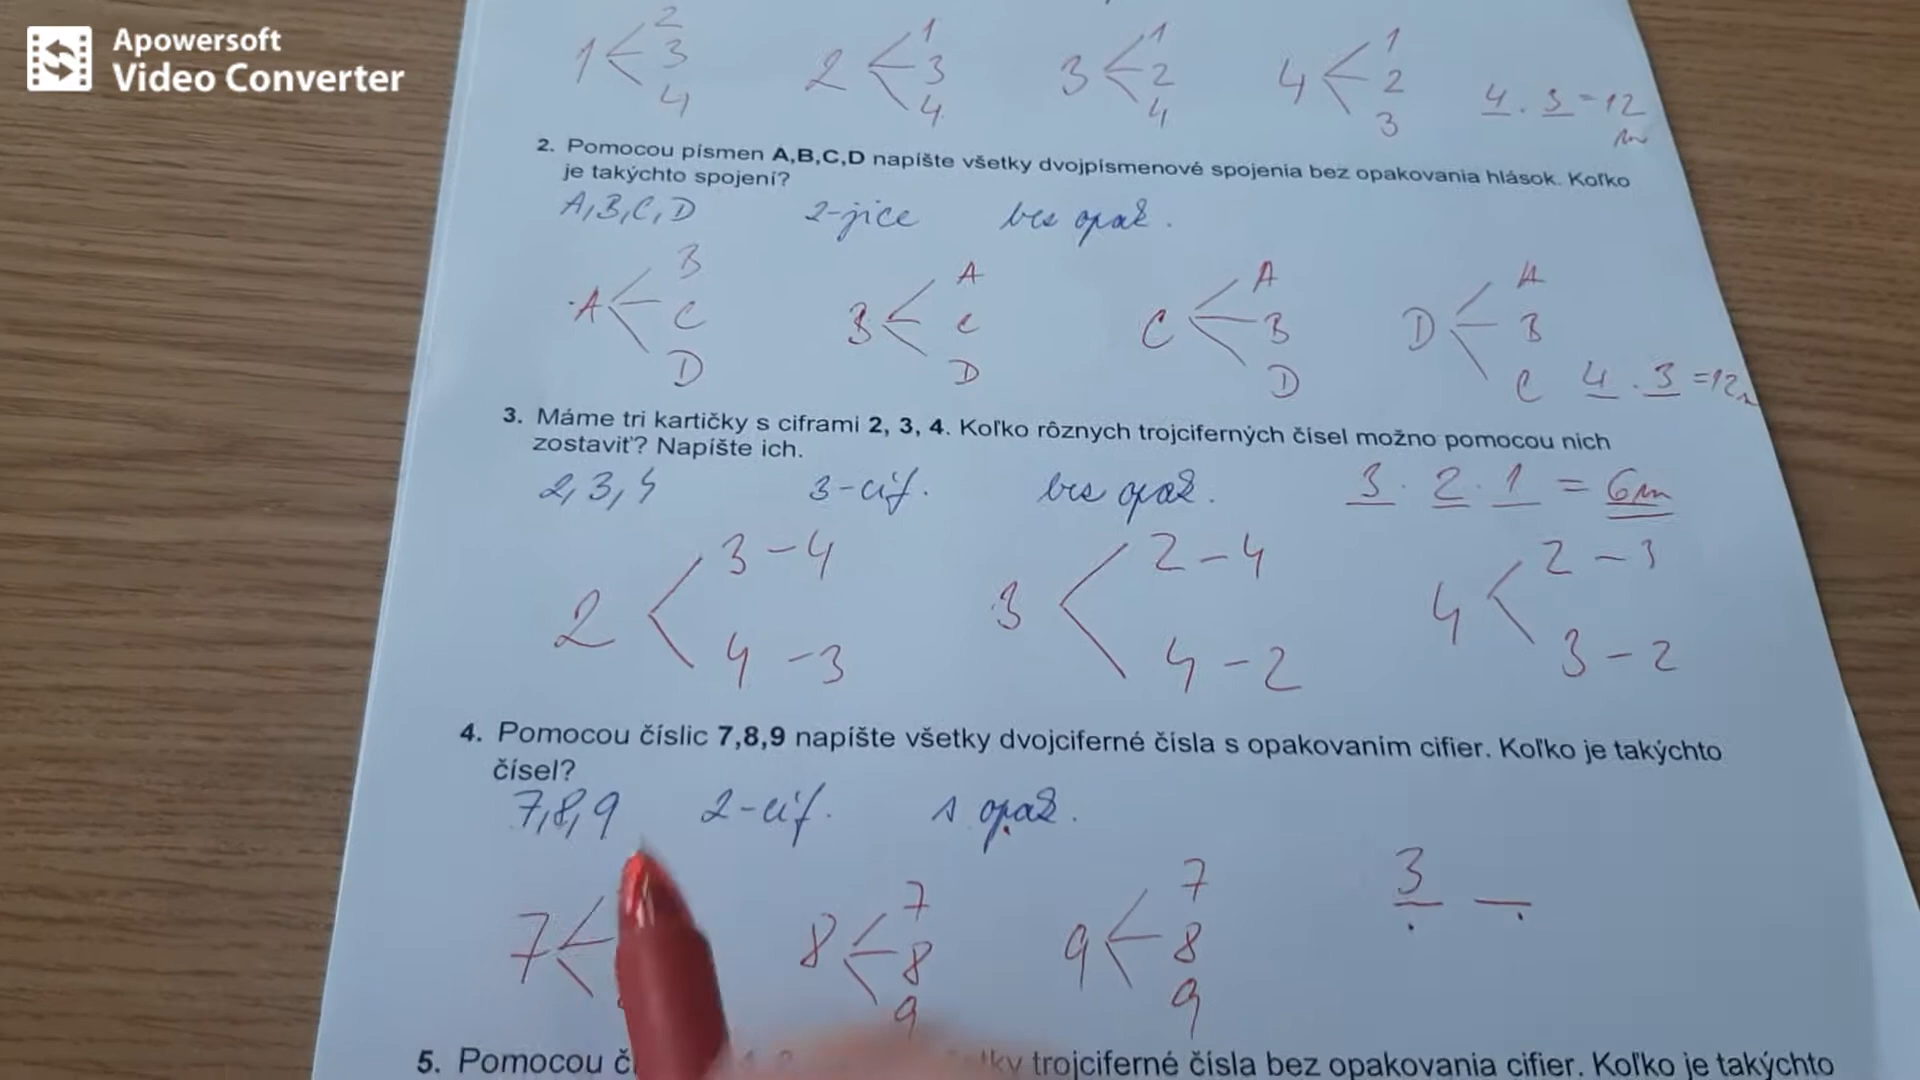 Apowersoft
Video Converter
1 < 2 3 4 2 < 1 3 4 3 < 1 2 4 4 < 1 2 3 4 . 3 = 12
m
2. Pomocou písmen A,B,C,D napíšte všetky dvojpísmenové spojenia bez opakovania hlások. Koľko
je takýchto spojení?
A,B,C,D 2-jice bez opak.
A < B C D B < A C D C < A B D D < A B C 4 . 3 = 12
3. Máme tri kartičky s ciframi 2, 3, 4. Koľko rôznych trojciferných čísel možno pomocou nich
zostaviť? Napíšte ich.
2,3,4 3-cif. bez opak. 3 . 2 . 1 = 6m
3 - 4 2 - 4 2 - 3
2 < 3 < 4 <
4 - 3 4 - 2 3 - 2
4. Pomocou číslic 7,8,9 napíšte všetky dvojciferné čísla s opakovaním cifier. Koľko je takýchto
čísel?
7,8,9 2-cif. s opak.
7 < 8 < 7 8 9 9 < 7 8 9 3
5. Pomocou trojciferné čísla bez opakovania cifier. Koľko je takýchto